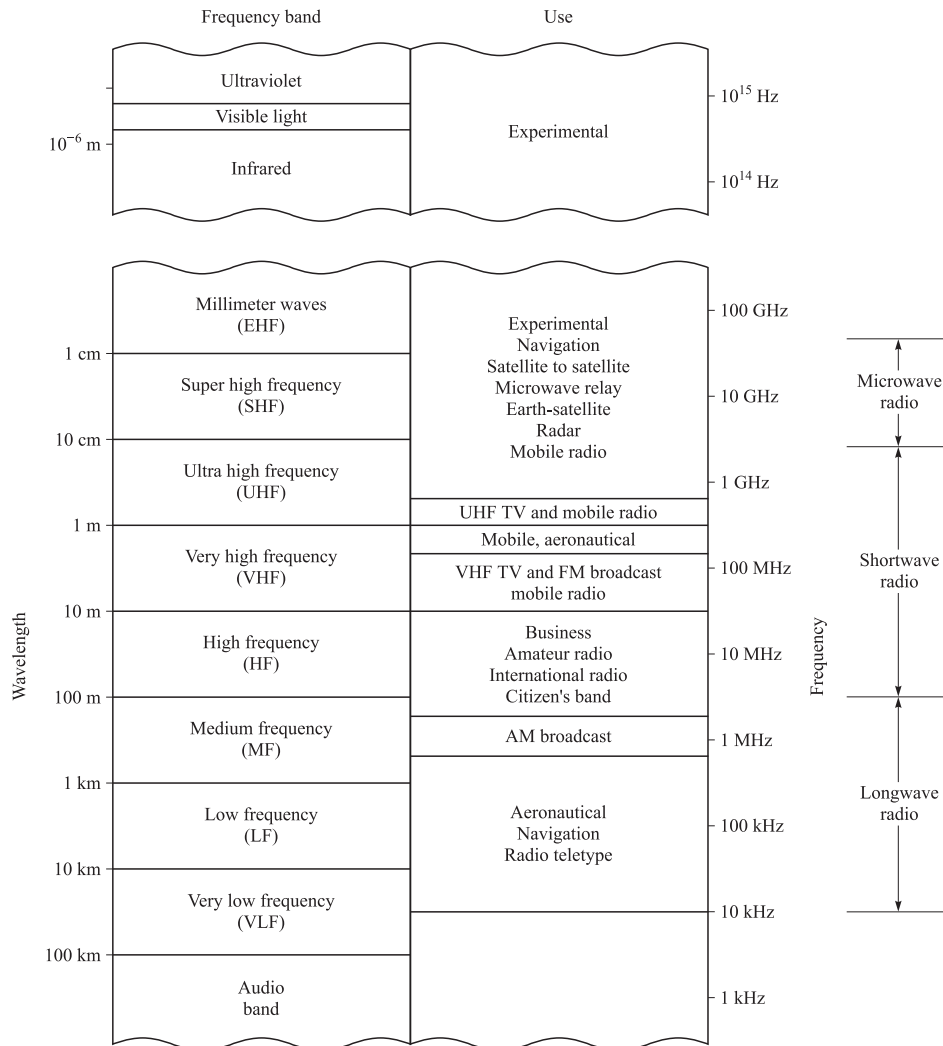 Frequency band
Use
Ultraviolet
Visible light
Infrared
Experimental
10⁻⁶ m
10¹⁵ Hz
10¹⁴ Hz
Millimeter waves
(EHF)
Super high frequency
(SHF)
Ultra high frequency
(UHF)
Very high frequency
(VHF)
High frequency
(HF)
Medium frequency
(MF)
Low frequency
(LF)
Very low frequency
(VLF)
Audio
band
Wavelength
1 cm
10 cm
1 m
10 m
100 m
1 km
10 km
100 km
Experimental
Navigation
Satellite to satellite
Microwave relay
Earth-satellite
Radar
Mobile radio
UHF TV and mobile radio
Mobile, aeronautical
VHF TV and FM broadcast
mobile radio
Business
Amateur radio
International radio
Citizen's band
AM broadcast
Aeronautical
Navigation
Radio teletype
100 GHz
10 GHz
1 GHz
100 MHz
10 MHz
1 MHz
100 kHz
10 kHz
1 kHz
Frequency
Microwave
radio
Shortwave
radio
Longwave
radio